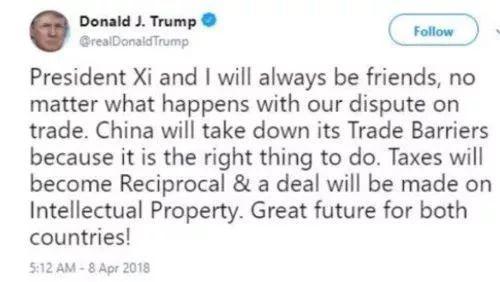 Donald J. Trump
@realDonaldTrump
Follow
President Xi and I will always be friends, no
matter what happens with our dispute on
trade. China will take down its Trade Barriers
because it is the right thing to do. Taxes will
become Reciprocal & a deal will be made on
Intellectual Property. Great future for both
countries!
5:12 AM - 8 Apr 2018